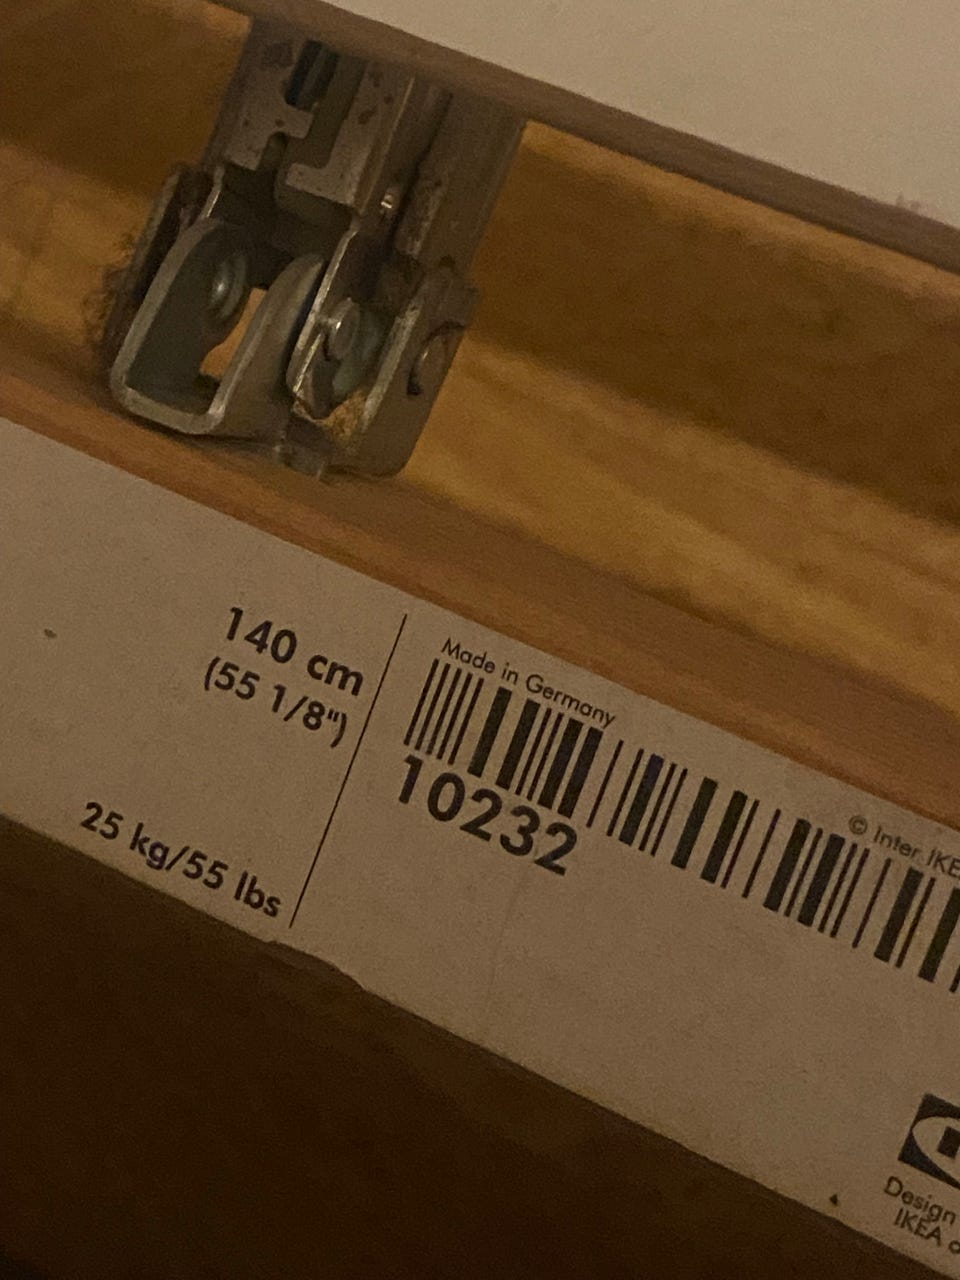 140 cm
(55 1/8")
25 kg/55 lbs
Made in Germany
10232
© Inter IKE
Design
IKEA